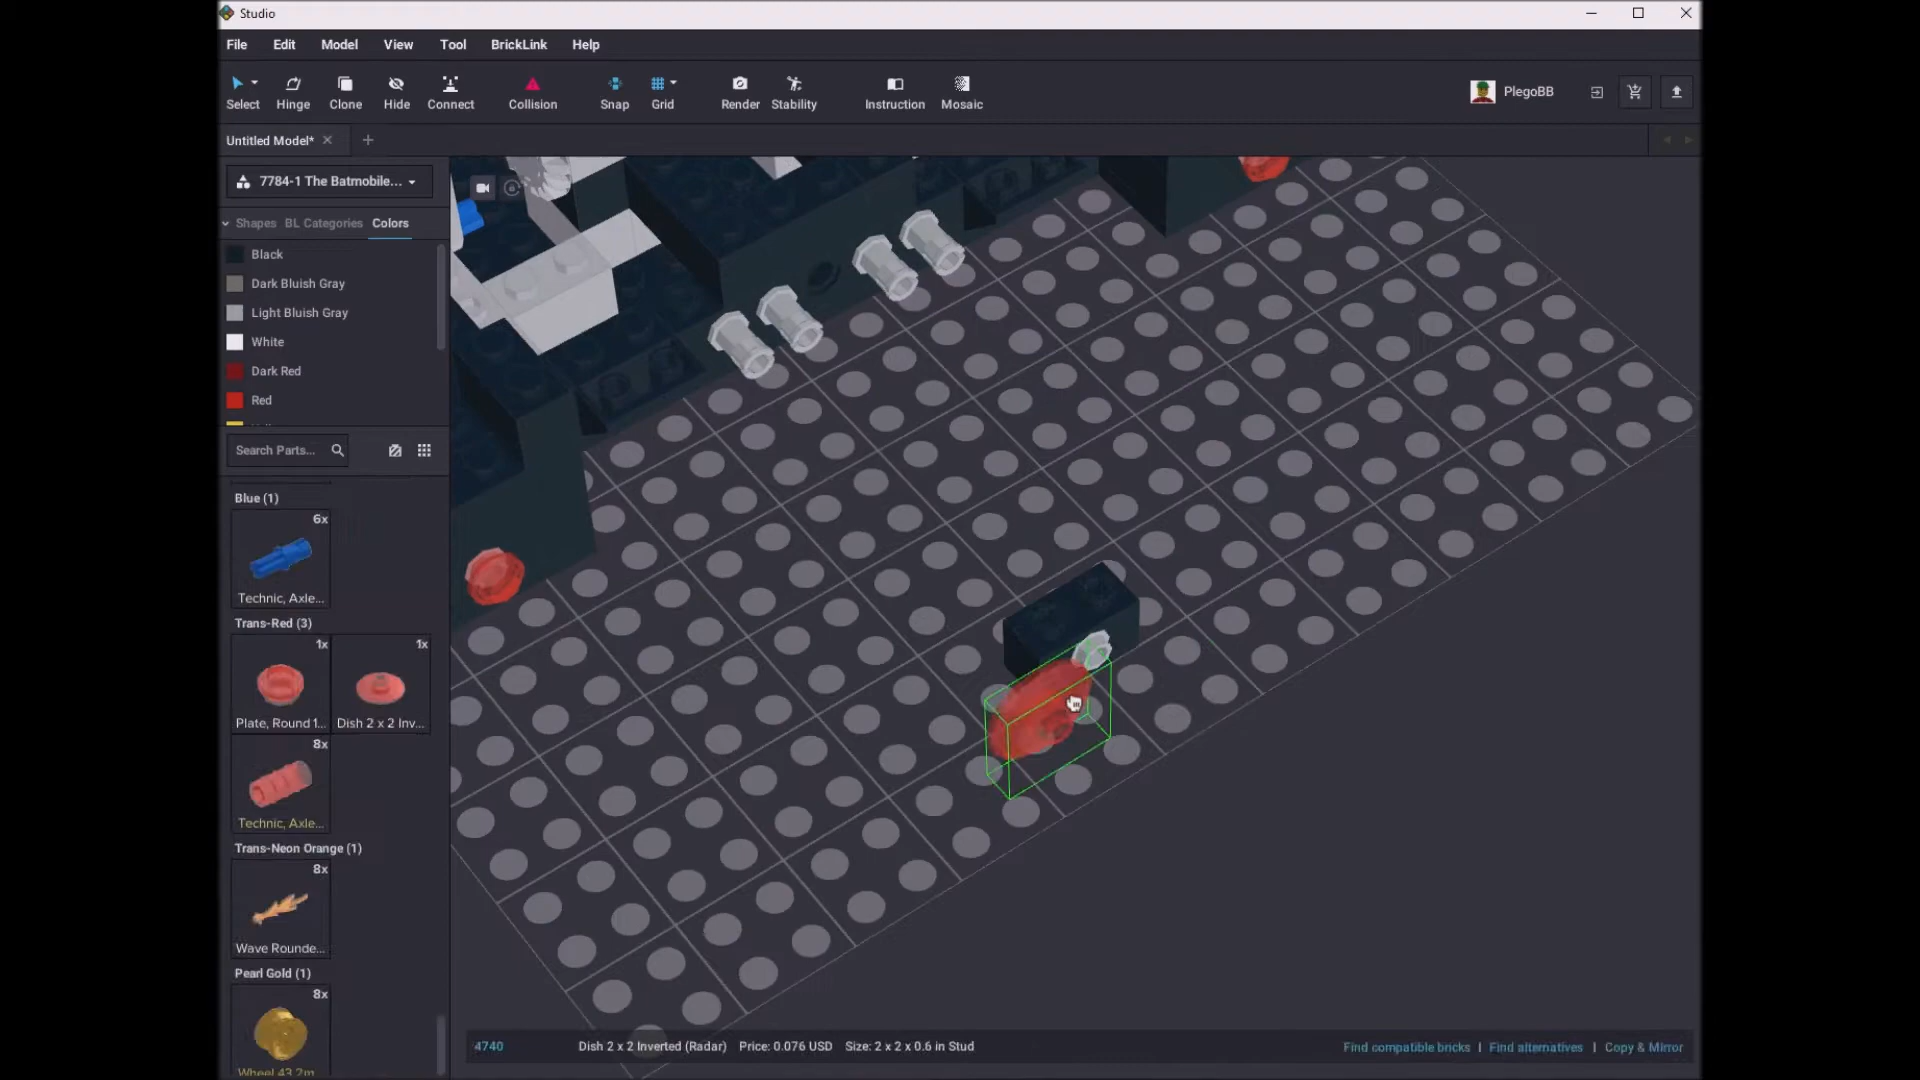 Studio
File Edit Model View Tool BrickLink Help
Select Hinge Clone Hide Connect Collision Snap Grid Render Stability Instruction Mosaic
PlegoBB
Untitled Model*
7784-1 The Batmobile...
Shapes BL Categories Colors
Black
Dark Bluish Gray
Light Bluish Gray
White
Dark Red
Red
Search Parts...
Blue (1)
6x
Technic, Axle...
Trans-Red (3)
1x 1x
Plate, Round 1... Dish 2 x 2 Inv...
8x
Technic, Axle...
Trans-Neon Orange (1)
8x
Wave Rounde...
Pearl Gold (1)
8x
Wheel 43.2m...
4740 Dish 2 x 2 Inverted (Radar) Price: 0.076 USD Size: 2 x 2 x 0.6 in Stud Find compatible bricks | Find alternatives | Copy & Mirror